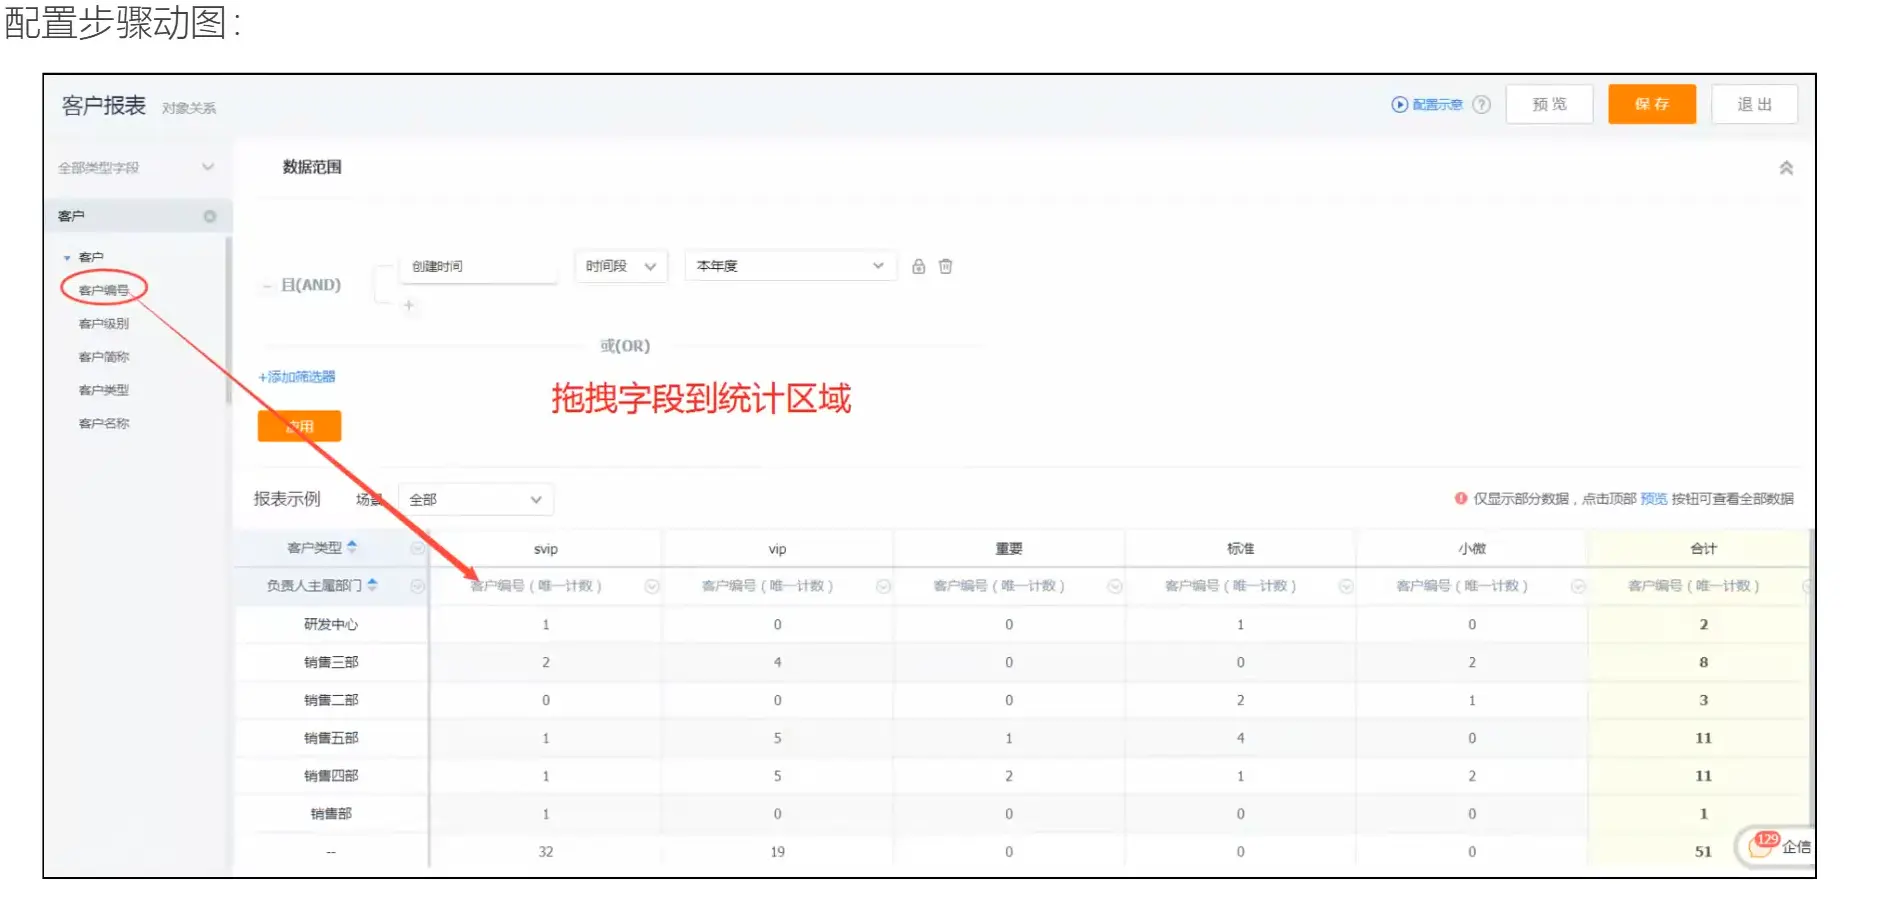 配置步骤动图：
客户报表 对象关系 配置示意 ? 预览 保存 退出
全部类型字段 数据范围
客户
客户
客户编号
客户级别
客户简称
客户类型
客户名称
创建时间 时间段 本年度
且(AND)
+
或(OR)
+添加筛选器
拖拽字段到统计区域
应用
报表示例 场景 全部 仅显示部分数据，点击顶部 预览 按钮可查看全部数据
客户类型 svip vip 重要 标准 小微 合计
负责人主属部门 客户编号（唯一计数） 客户编号（唯一计数） 客户编号（唯一计数） 客户编号（唯一计数） 客户编号（唯一计数） 客户编号（唯一计数）
研发中心 1 0 0 1 0 2
销售三部 2 4 0 0 2 8
销售二部 0 0 0 2 1 3
销售五部 1 5 1 4 0 11
销售四部 1 5 2 1 2 11
销售部 1 0 0 0 0 1
-- 32 19 0 0 0 51
129 企信